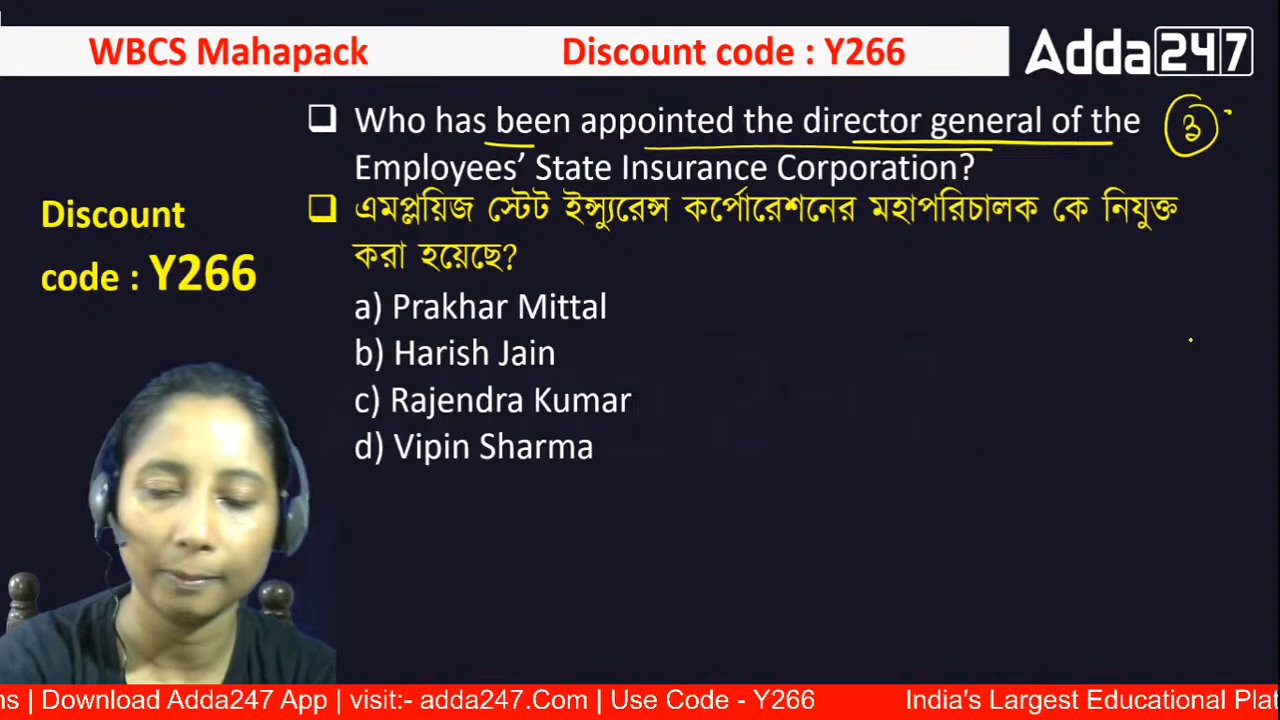 WBCS Mahapack Discount code : Y266 Adda247
Who has been appointed the director general of the
Employees’ State Insurance Corporation?
3
Discount
code : Y266
এমপ্লয়িজ স্টেট ইন্স্যুরেন্স কর্পোরেশনের মহাপরিচালক কে নিযুক্ত
করা হয়েছে?
a) Prakhar Mittal
b) Harish Jain
c) Rajendra Kumar
d) Vipin Sharma
ns | Download Adda247 App | visit:- adda247.Com | Use Code - Y266 India's Largest Educational Plat